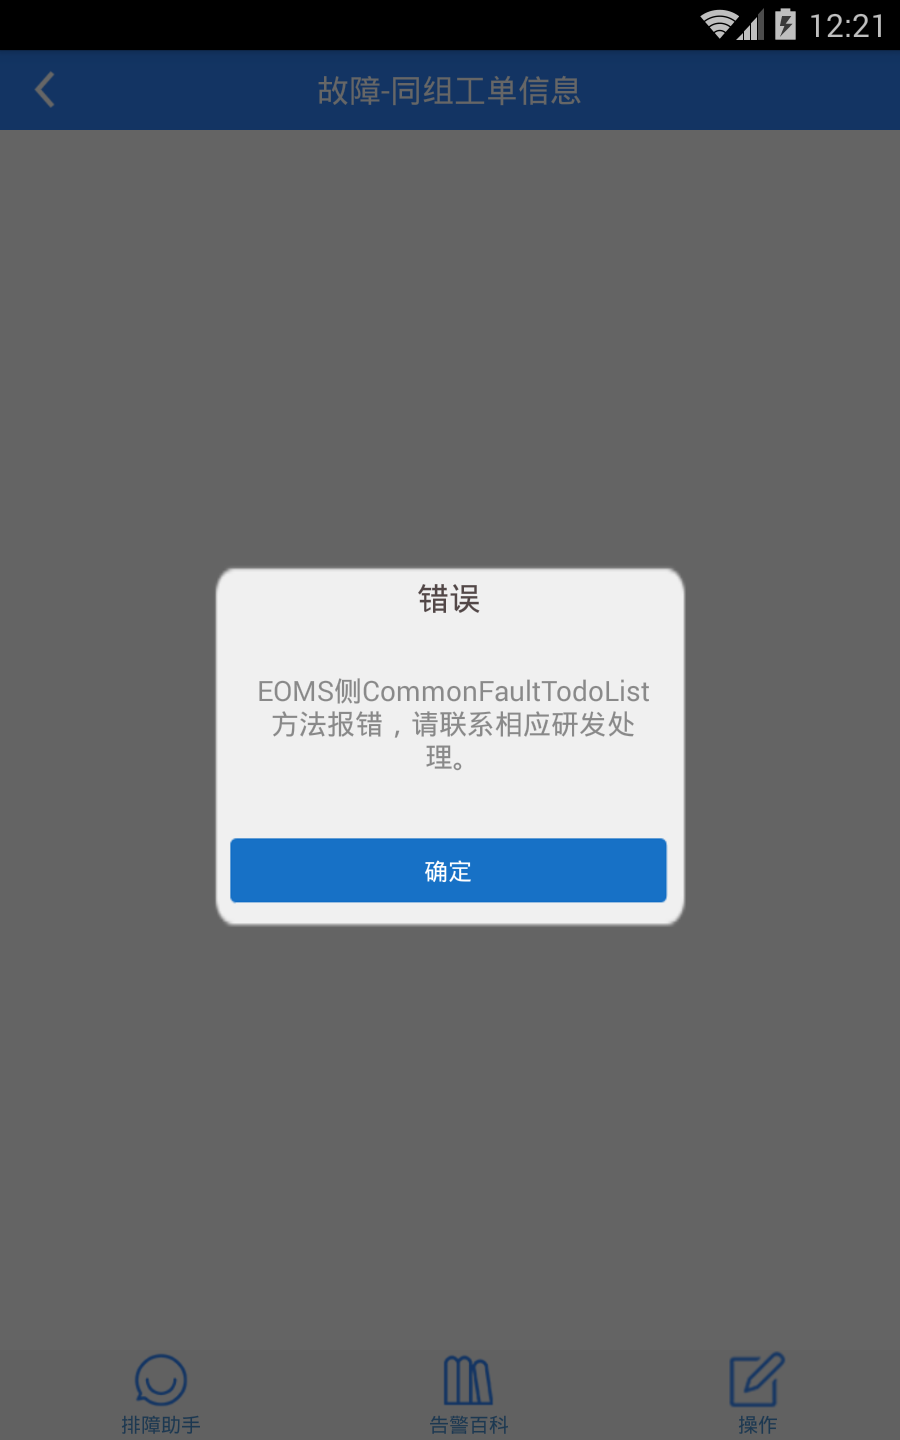 12:21
故障-同组工单信息
错误
EOMS侧CommonFaultTodoList
方法报错，请联系相应研发处
理。
确定
排障助手
告警百科
操作